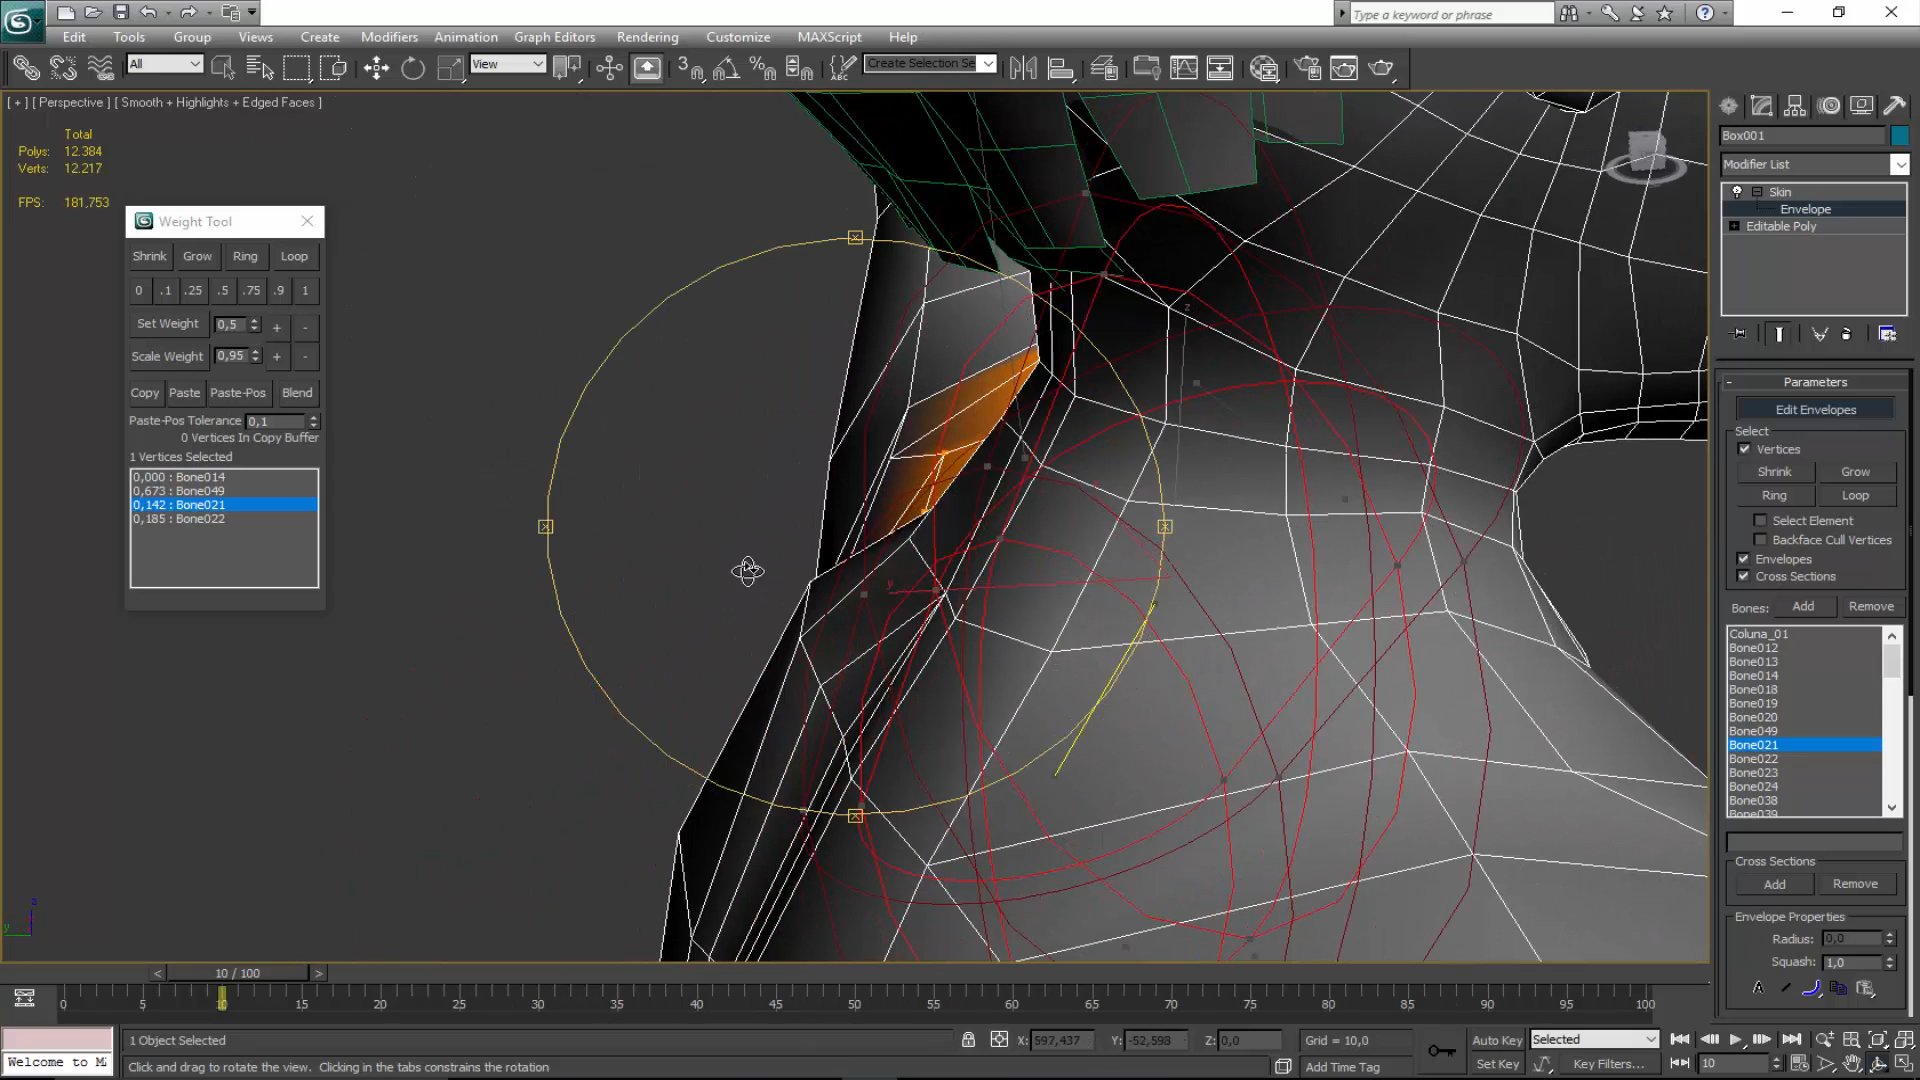 Type a keyword or phrase
Edit Tools Group Views Create Modifiers Animation Graph Editors Rendering Customize MAXScript Help
All View Create Selection Se
[ + ] [ Perspective ] [ Smooth + Highlights + Edged Faces ]
Total
Polys: 12.384
Verts: 12.217
FPS: 181,753
Weight Tool
Shrink Grow Ring Loop
0 .1 .25 .5 .75 .9 1
Set Weight 0,5 + -
Scale Weight 0,95 + -
Copy Paste Paste-Pos Blend
Paste-Pos Tolerance 0,1
0 Vertices In Copy Buffer
1 Vertices Selected
0,000 : Bone014
0,673 : Bone049
0,142 : Bone021
0,185 : Bone022
Box001
Modifier List
Skin
Envelope
Editable Poly
Parameters
Edit Envelopes
Select
Vertices
Shrink Grow
Ring Loop
Select Element
Backface Cull Vertices
Envelopes
Cross Sections
Bones: Add Remove
Coluna_01
Bone012
Bone013
Bone014
Bone018
Bone019
Bone020
Bone049
Bone021
Bone022
Bone023
Bone024
Bone038
Bone039
Cross Sections
Add Remove
Envelope Properties
Radius: 0,0
Squash: 1,0
z
y
z
y
< 10 / 100 >
0 5 10 15 20 25 30 35 40 45 50 55 60 65 70 75 80 85 90 95 100
1 Object Selected X: 597,437 Y: -52,598 Z: 0,0 Grid = 10,0 Auto Key Selected
Welcome to MA Click and drag to rotate the view. Clicking in the tabs constrains the rotation Add Time Tag Set Key Key Filters... 10